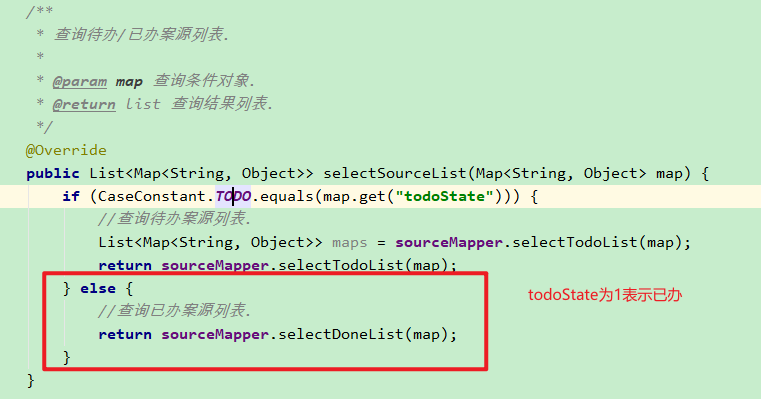 /**
 * 查询待办/已办案源列表.
 *
 * @param map 查询条件对象.
 * @return list 查询结果列表.
 */
@Override
public List<Map<String, Object>> selectSourceList(Map<String, Object> map) {
    if (CaseConstant.TODO.equals(map.get("todoState"))) {
        //查询待办案源列表.
        List<Map<String, Object>> maps = sourceMapper.selectTodoList(map);
        return sourceMapper.selectTodoList(map);
    } else {
        //查询已办案源列表.
        return sourceMapper.selectDoneList(map);
    }
}
todoState为1表示已办